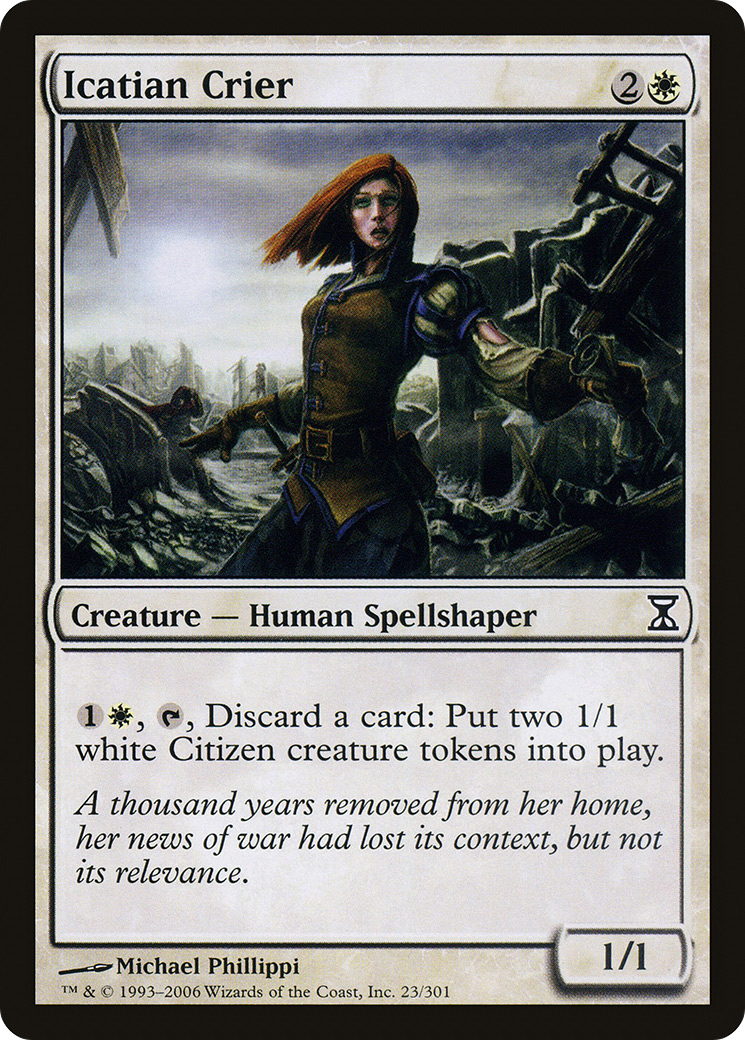 Icatian Crier 2
Creature — Human Spellshaper
1, Discard a card: Put two 1/1
white Citizen creature tokens into play.
A thousand years removed from her home,
her news of war had lost its context, but not
its relevance.
1/1
Michael Phillippi
™ & © 1993–2006 Wizards of the Coast, Inc. 23/301